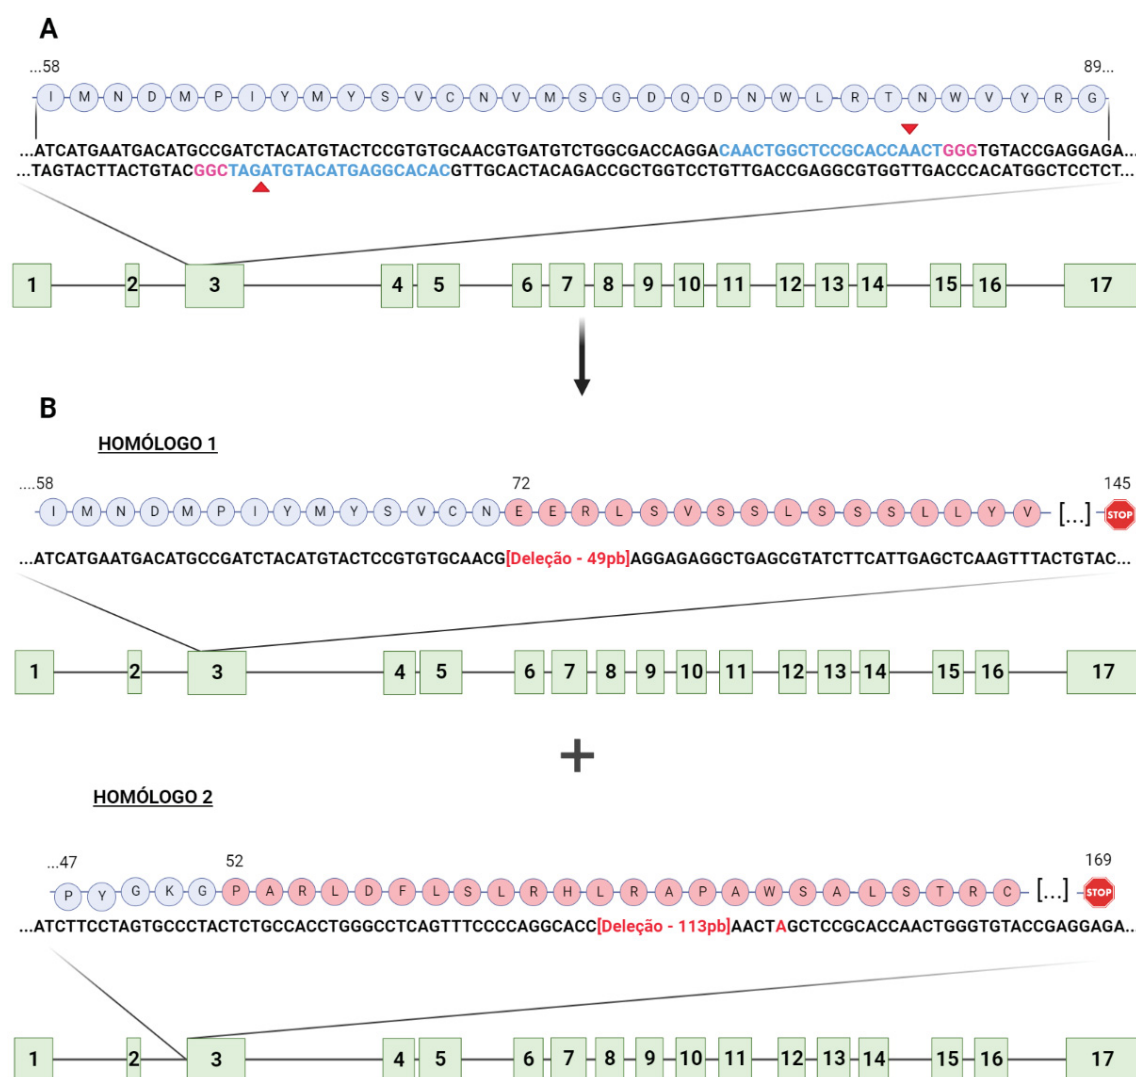 A
...58 89...
I M N D M P I Y M Y S V C N V M S G D Q D N W L R T N W V Y R G
...ATCATGAATGACATGCCGATCTACATGTACTCCGTGTGCAACGTGATGTCTGGCGACCAGGACAACTGGCTCCGCACCAACTGGGTGTACCGAGGAGA...
...TAGTACTTACTGTACGGCTAGATGTACATGAGGCACACGTTGCACTACAGACCGCTGGTCCTGTTGACCGAGGCGTGGTTGACCCACATGGCTCCTCT...
1 2 3 4 5 6 7 8 9 10 11 12 13 14 15 16 17
B
HOMÓLOGO 1
....58 72 145
I M N D M P I Y M Y S V C N E E R L S V S S L S S S L L Y V [...] STOP
...ATCATGAATGACATGCCGATCTACATGTACTCCGTGTGCAACG[Deleção - 49pb]AGGAGAGGCTGAGCGTATCTTCATTGAGCTCAAGTTTACTGTAC...
1 2 3 4 5 6 7 8 9 10 11 12 13 14 15 16 17
+
HOMÓLOGO 2
...47 52 169
P Y G K G P A R L D F L S L R H L R A P A W S A L S T R C [...] STOP
...ATCTTCCTAGTGCCCTACTCTGCCACCTGGGCCTCAGTTTCCCCAGGCACC[Deleção - 113pb]AACTAGCTCCGCACCAACTGGGTGTACCGAGGAGA...
1 2 3 4 5 6 7 8 9 10 11 12 13 14 15 16 17